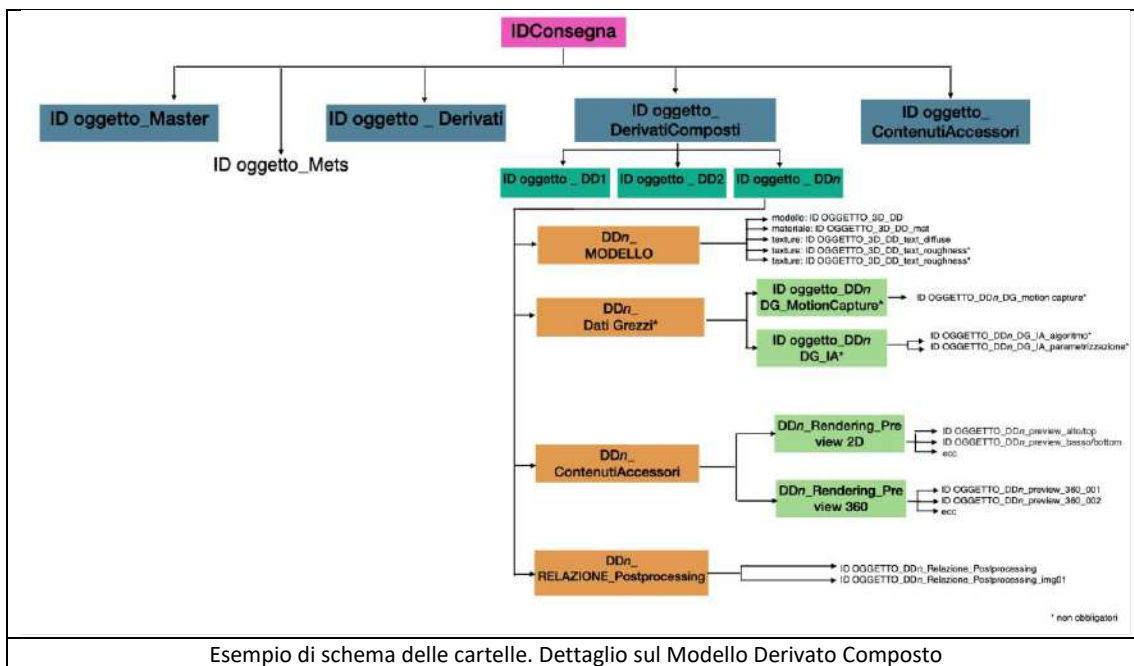 IDConsegna
ID oggetto_Master
ID oggetto _ Derivati
ID oggetto_
DerivatiComposti
ID oggetto_
ContenutiAccessori
ID oggetto_Mets
ID oggetto _ DD1
ID oggetto _ DD2
ID oggetto _ DDn
DDn_
MODELLO
modello: ID OGGETTO_3D_DD
materiale: ID OGGETTO_3D_DD_mat
texture: ID OGGETTO_3D_DD_text_diffuse
texture: ID OGGETTO_3D_DD_text_roughness*
texture: ID OGGETTO_3D_DD_text_roughness*
DDn_
Dati Grezzi*
ID oggetto_DDn
DG_MotionCapture*
ID OGGETTO_DDn_DG_motion capture*
ID oggetto_DDn
DG_IA*
ID OGGETTO_DDn_DG_IA_algoritmo*
ID OGGETTO_DDn_DG_IA_parametrizzazione*
DDn_
ContenutiAccessori
DDn_Rendering_Pre
view 2D
ID OGGETTO_DDn_preview_alto/top
ID OGGETTO_DDn_preview_basso/bottom
ecc
DDn_Rendering_Pre
view 360
ID OGGETTO_DDn_preview_360_001
ID OGGETTO_DDn_preview_360_002
ecc
DDn_
RELAZIONE_Postprocessing
ID OGGETTO_DDn_Relazione_Postprocessing
ID OGGETTO_DDn_Relazione_Postprocessing_img01
* non obbligatori
Esempio di schema delle cartelle. Dettaglio sul Modello Derivato Composto